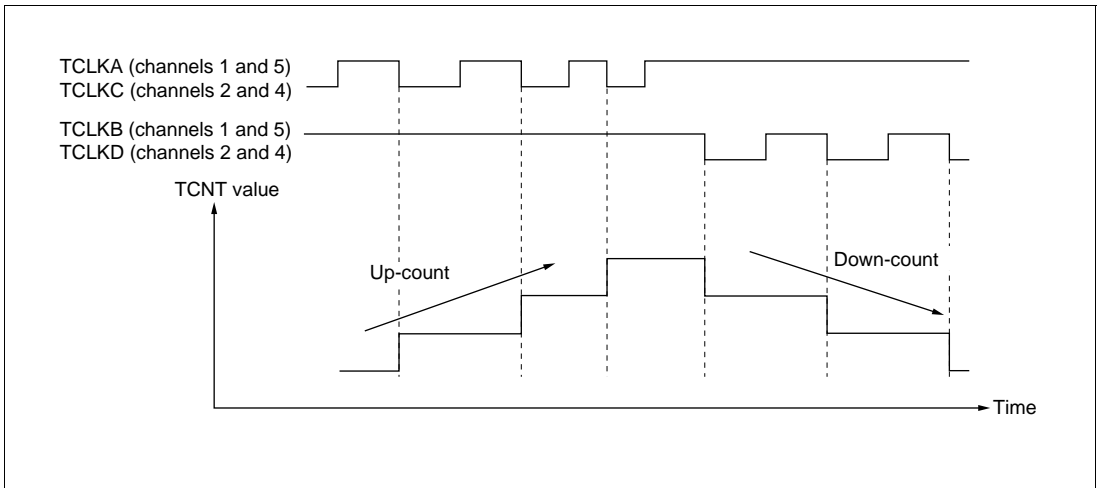 TCLKA (channels 1 and 5)
TCLKC (channels 2 and 4)
TCLKB (channels 1 and 5)
TCLKD (channels 2 and 4)
TCNT value
Up-count
Down-count
Time